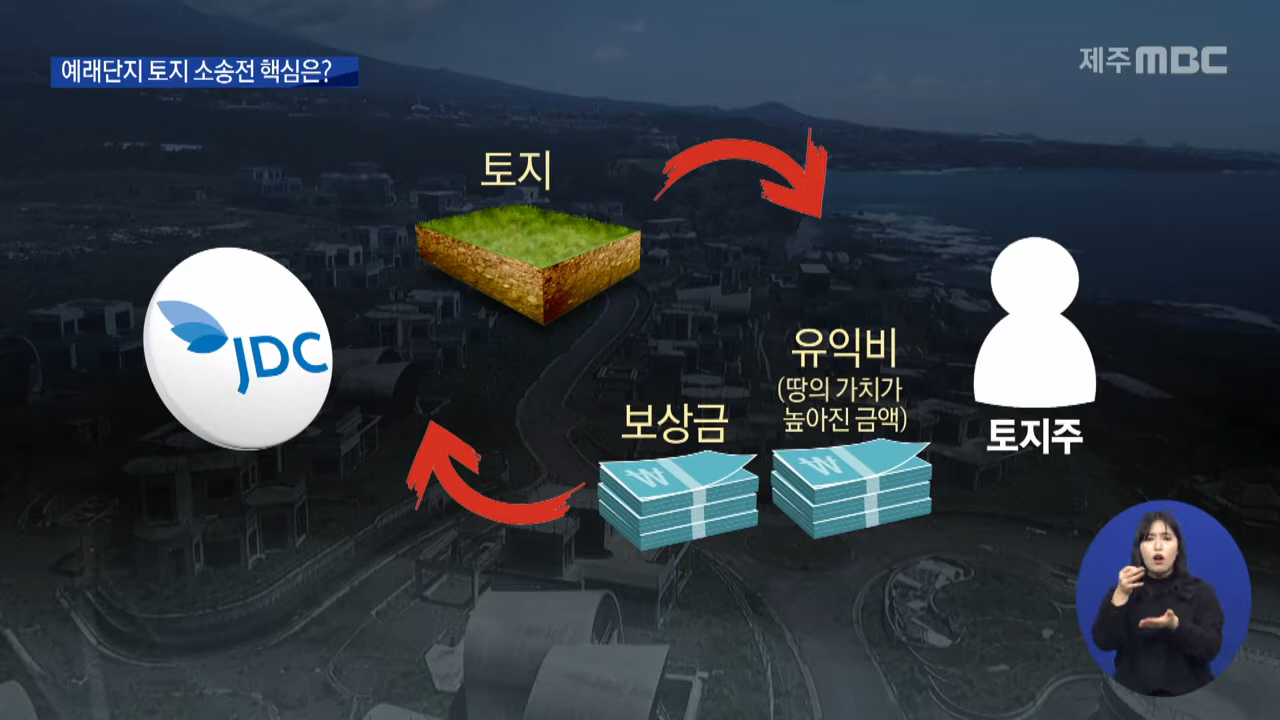 예래단지 토지 소송전 핵심은?
제주MBC
토지
JDC
유익비
(땅의 가치가
높아진 금액)
보상금
토지주
W
W